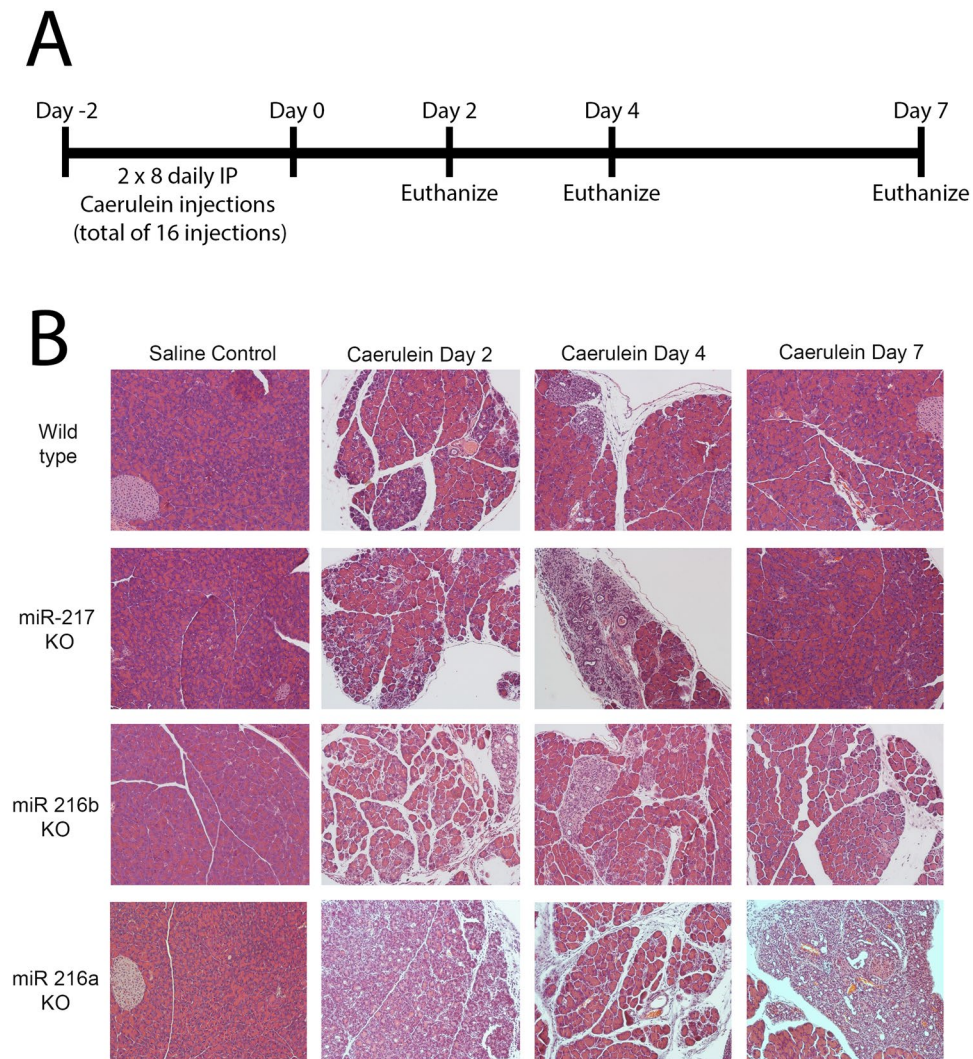 A
Day -2 Day 0 Day 2 Day 4 Day 7
2 x 8 daily IP
Caerulein injections
(total of 16 injections)
Euthanize Euthanize Euthanize
B
Saline Control Caerulein Day 2 Caerulein Day 4 Caerulein Day 7
Wild
type
miR-217
KO
miR 216b
KO
miR 216a
KO